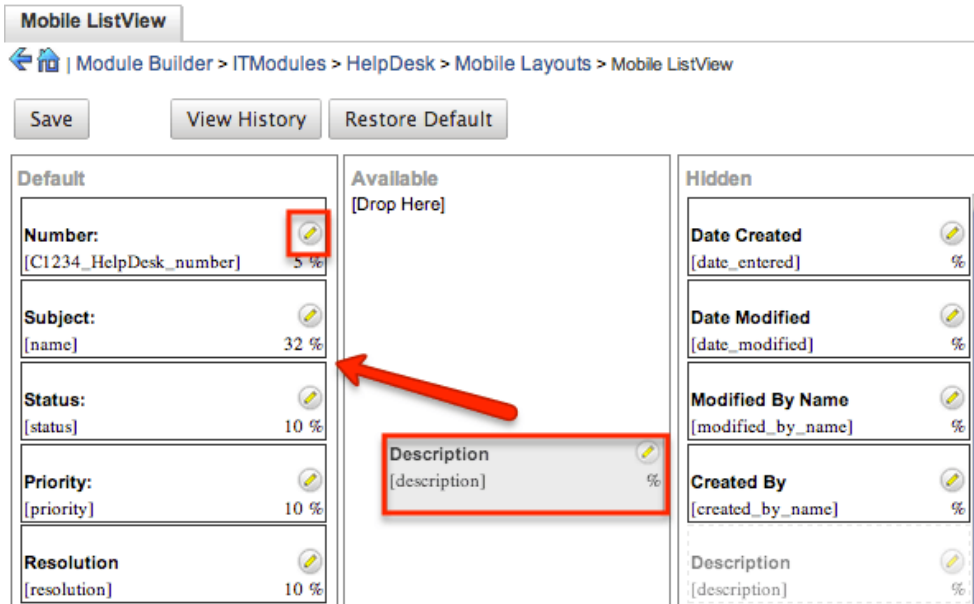 Mobile ListView
| Module Builder > ITModules > HelpDesk > Mobile Layouts > Mobile ListView
Save View History Restore Default
Default
Number:
[C1234_HelpDesk_number] 5 %
Subject:
[name] 32 %
Status:
[status] 10 %
Priority:
[priority] 10 %
Resolution
[resolution] 10 %
Available
[Drop Here]
Description
[description] %
Hidden
Date Created
[date_entered] %
Date Modified
[date_modified] %
Modified By Name
[modified_by_name] %
Created By
[created_by_name] %
Description
[description] %